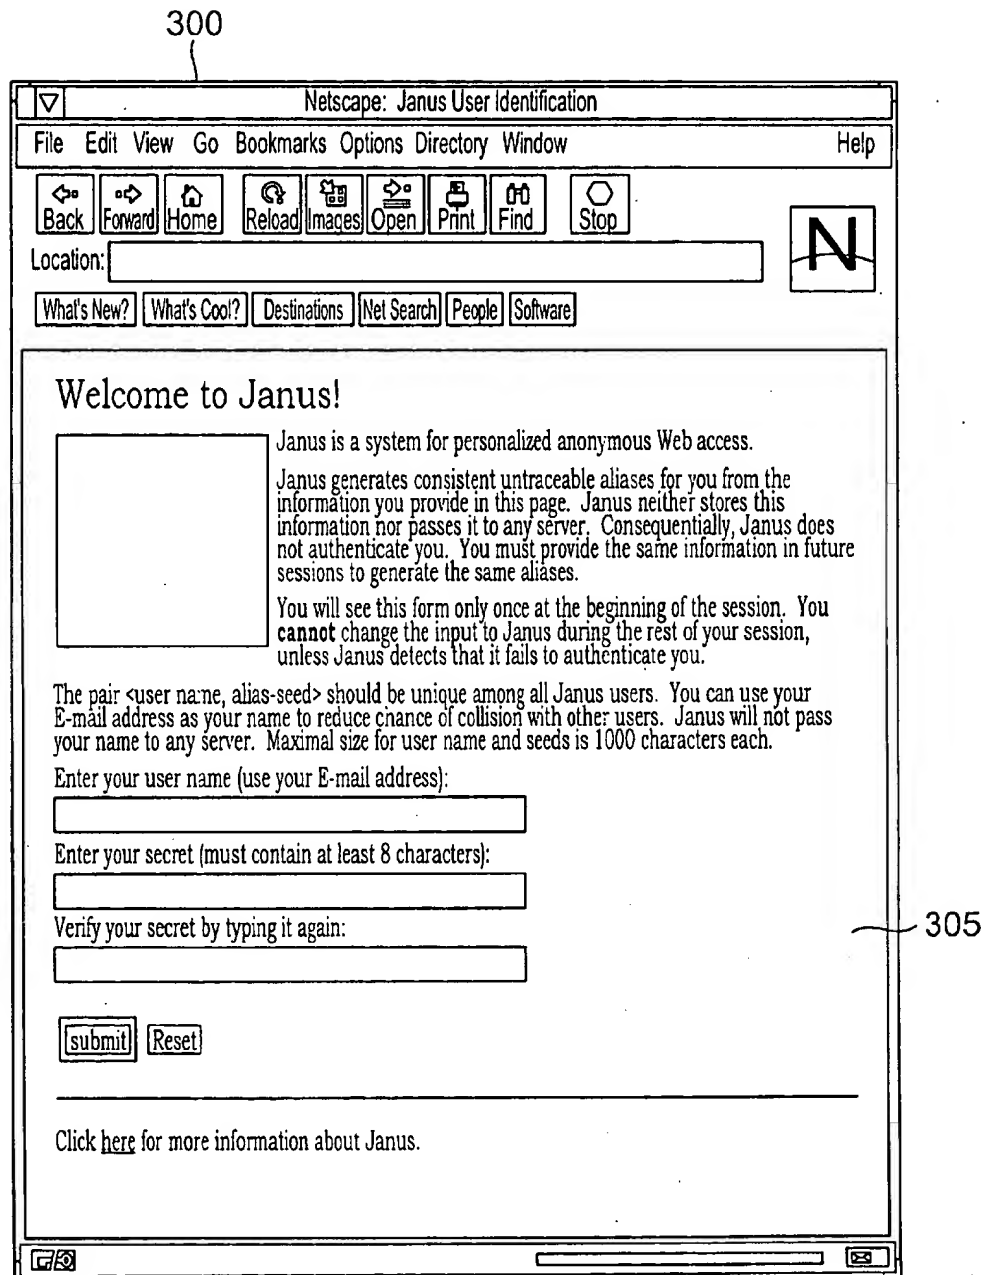 300
Netscape: Janus User Identification
File Edit View Go Bookmarks Options Directory Window Help
Back Forward Home Reload Images Open Print Find Stop
N
Location:
What's New? What's Cool? Destinations Net Search People Software
Welcome to Janus!
Janus is a system for personalized anonymous Web access.
Janus generates consistent untraceable aliases for you from the
information you provide in this page. Janus neither stores this
information nor passes it to any server. Consequentially, Janus does
not authenticate you. You must provide the same information in future
sessions to generate the same aliases.
You will see this form only once at the beginning of the session. You
cannot change the input to Janus during the rest of your session,
unless Janus detects that it fails to authenticate you.
The pair <user name, alias-seed> should be unique among all Janus users. You can use your
E-mail address as your name to reduce chance of collision with other users. Janus will not pass
your name to any server. Maximal size for user name and seeds is 1000 characters each.
Enter your user name (use your E-mail address):
Enter your secret (must contain at least 8 characters):
Verify your secret by typing it again:
305
submit Reset
Click here for more information about Janus.